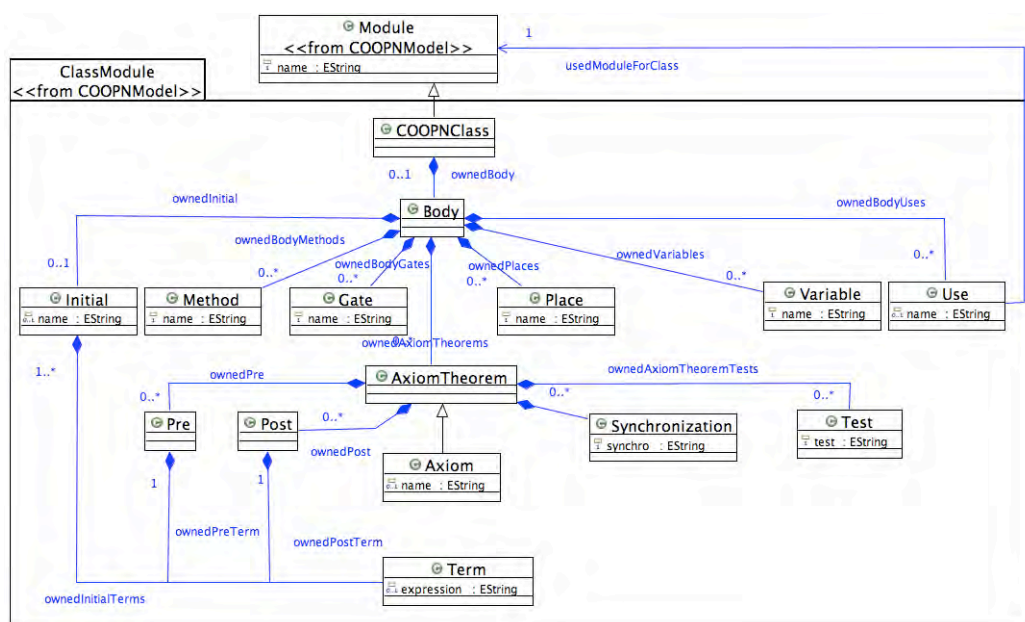 Module
<<from COOPNModel>>
name : EString
1
usedModuleForClass
ClassModule
<<from COOPNModel>>
COOPNClass
0..1
ownedBody
ownedInitial
Body
ownedBodyUses
ownedBodyMethods
ownedBodyGates
ownedPlaces
ownedVariables
0..1
0..*
0..*
0..*
0..*
0..*
Initial
name : EString
Method
name : EString
Gate
name : EString
Place
name : EString
Variable
name : EString
Use
name : EString
0..*
ownedAxiomTheorems
1..*
ownedPre
AxiomTheorem
ownedAxiomTheoremTests
0..*
0..*
0..*
0..*
Pre
Post
ownedPost
Synchronization
synchro : EString
Test
test : EString
Axiom
name : EString
1
1
ownedPreTerm
ownedPostTerm
Term
expression : EString
ownedInitialTerms